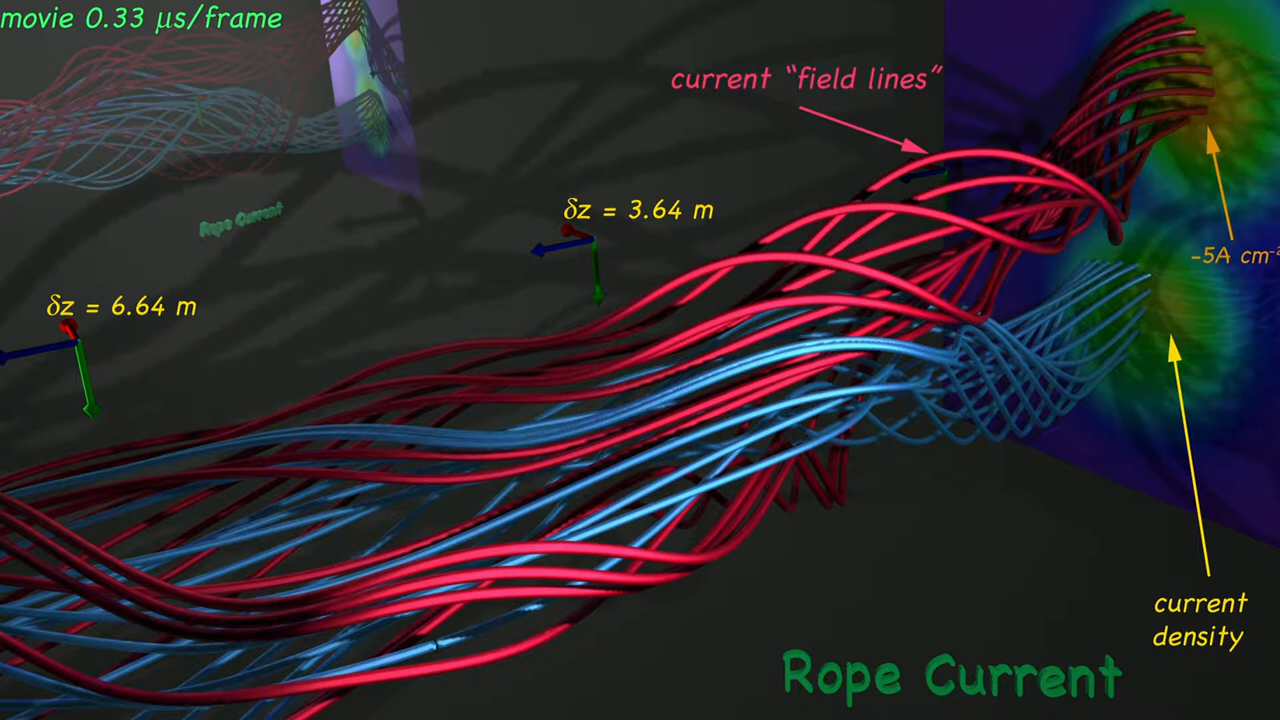 movie 0.33 μs/frame
current “field lines”
δz = 3.64 m
Rope Current
-5A cm⁻²
δz = 6.64 m
current
density
Rope Current